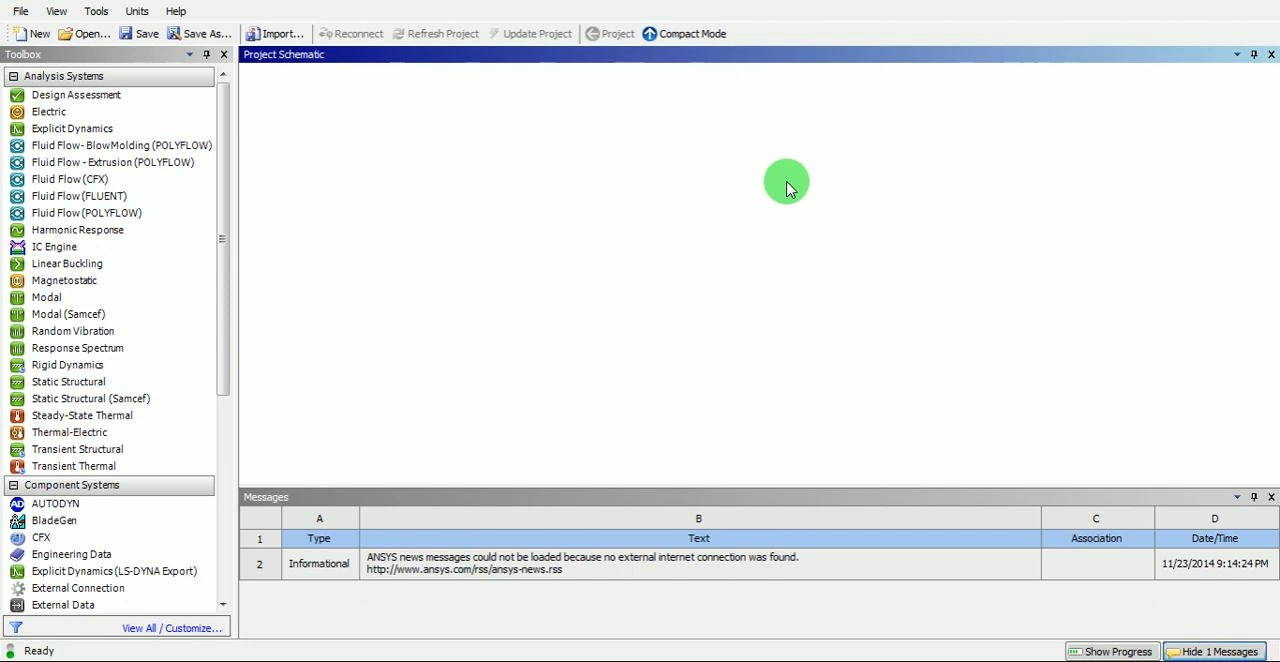 File View Tools Units Help
New Open... Save Save As... Import... Reconnect Refresh Project Update Project Project Compact Mode
Toolbox
Project Schematic
Analysis Systems
Design Assessment
Electric
Explicit Dynamics
Fluid Flow- BlowMolding (POLYFLOW)
Fluid Flow - Extrusion (POLYFLOW)
Fluid Flow (CFX)
Fluid Flow (FLUENT)
Fluid Flow (POLYFLOW)
Harmonic Response
IC Engine
Linear Buckling
Magnetostatic
Modal
Modal (Samcef)
Random Vibration
Response Spectrum
Rigid Dynamics
Static Structural
Static Structural (Samcef)
Steady-State Thermal
Thermal-Electric
Transient Structural
Transient Thermal
Component Systems
AUTODYN
BladeGen
CFX
Engineering Data
Explicit Dynamics (LS-DYNA Export)
External Connection
External Data
View All / Customize...
Messages
A B C D
1 Type Text Association Date/Time
2 Informational ANSYS news messages could not be loaded because no external internet connection was found. 11/23/2014 9:14:24 PM
http://www.ansys.com/rss/ansys-news.rss
Ready
Show Progress Hide 1 Messages